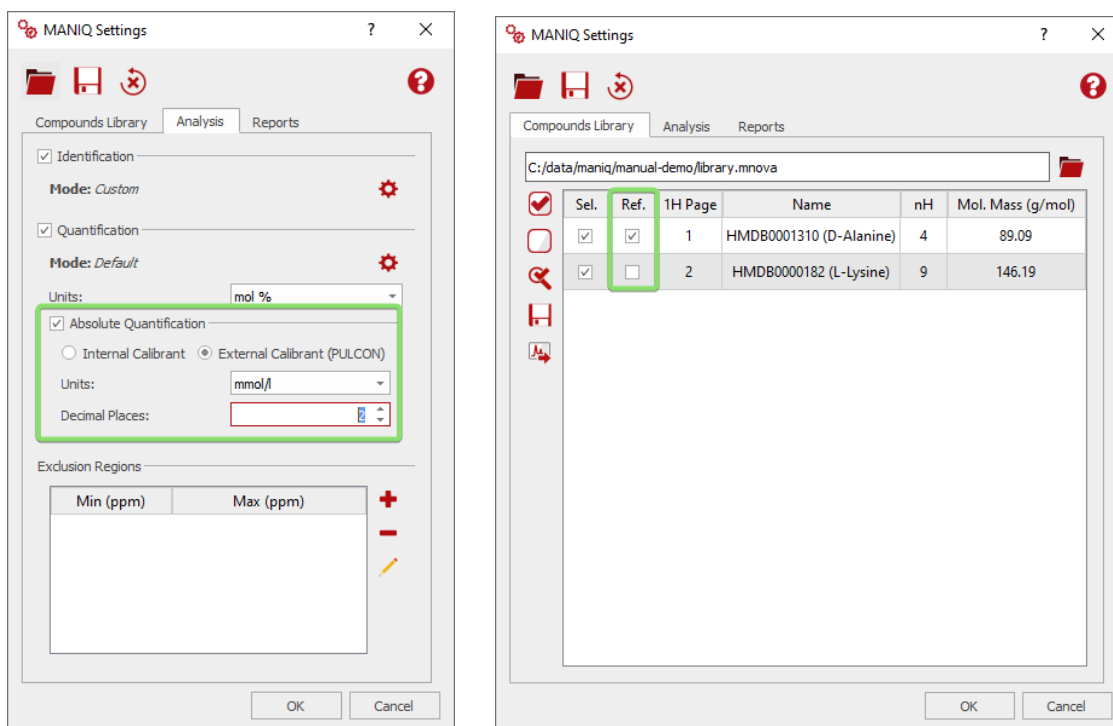 MANIQ Settings
?
Compounds Library
Analysis
Reports
Identification
Mode: Custom
Quantification
Mode: Default
Units:
mol %
Absolute Quantification
Internal Calibrant
External Calibrant (PULCON)
Units:
mmol/l
Decimal Places:
2
Exclusion Regions
Min (ppm)
Max (ppm)
OK
Cancel
MANIQ Settings
?
Compounds Library
Analysis
Reports
C:/data/maniq/manual-demo/library.mnova
Sel. Ref. 1H Page Name nH Mol. Mass (g/mol)
1 HMDB0001310 (D-Alanine) 4 89.09
2 HMDB0000182 (L-Lysine) 9 146.19
OK
Cancel